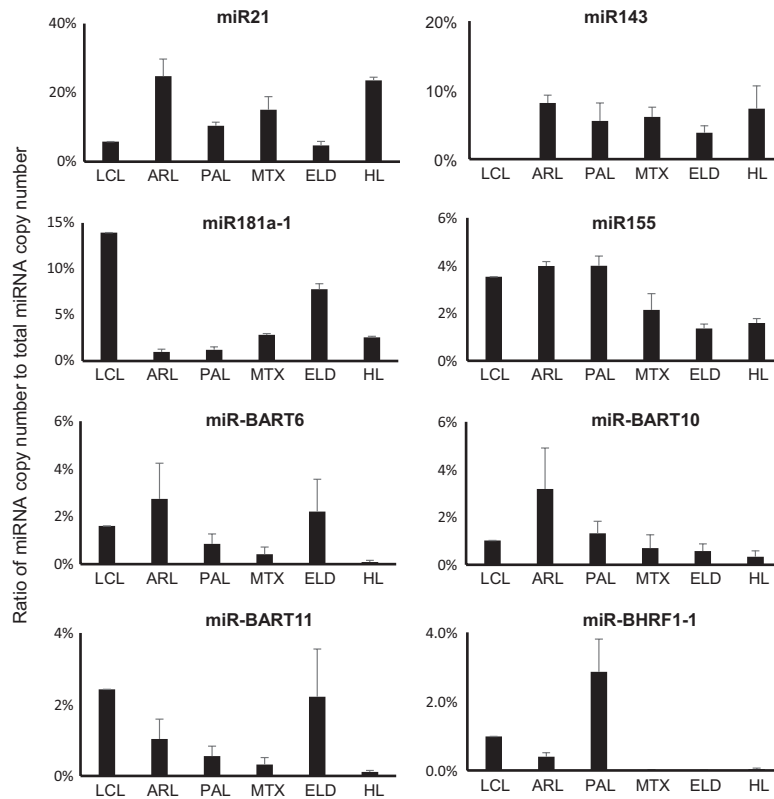 Ratio of miRNA copy number to total miRNA copy number
miR21
40%
20%
0%
LCL ARL PAL MTX ELD HL
miR143
20%
10%
0%
LCL ARL PAL MTX ELD HL
miR181a-1
15%
10%
5%
0%
LCL ARL PAL MTX ELD HL
miR155
6%
4%
2%
0%
LCL ARL PAL MTX ELD HL
miR-BART6
6%
4%
2%
0%
LCL ARL PAL MTX ELD HL
miR-BART10
6%
4%
2%
0%
LCL ARL PAL MTX ELD HL
miR-BART11
4%
2%
0%
LCL ARL PAL MTX ELD HL
miR-BHRF1-1
4.0%
2.0%
0.0%
LCL ARL PAL MTX ELD HL